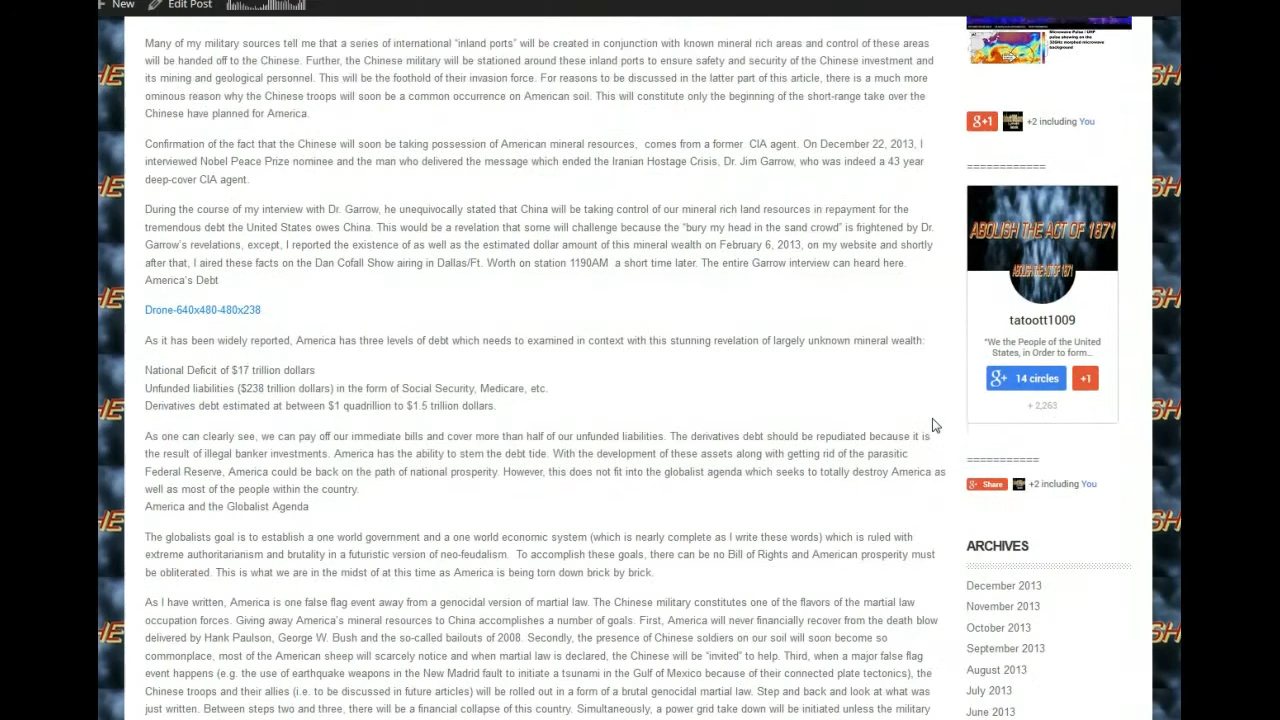 New Edit Post
Many of my military sources tell me that these "international inland ports" will be operated in conjunction with known mineral rich land and control of these areas
will be turned over to the Chinese. Their own military will be stationed at and near these facilities to ensure safety and security of the Chinese investment and
its mining and geological personnel. This will be a foothold of the invasion force. For reasons to be discussed in the latter part of this article, there is a much more
ominous reason why the Chinese troops will soon be a common occurrence on American soil. This will constitute only the beginning of the short-range take over the
Chinese have planned for America.
Confirmation of the fact that the Chinese will soon be taking possession of American mineral resources, comes from a former CIA agent. On December 22, 2013, I
interviewed Nobel Peace Prize nominee and the man who delivered the message which ended the Iranian Hostage Crisis, Dr. Jim Garrow, who was indeed a 43 year
deep-cover CIA agent.
During the course of my interview with Dr. Garrow, he unequivocally stated that China will be taking control of our mineral rich land resources in repayment for the
tremendous debt the United States owes China. This would be a revelation that some will challenge because the "bury my head in the sand crowd" is frightened by Dr.
Garrow's revelations, except, I reported on this as well as the estimated dollar amount of this mineral wealth on February 6, 2013, on my website and shortly
after that, I aired these facts on the Dan Cofall Show airing in Dallas/Ft. Worth on station 1190AM a short time later. The entire Garrow interview can heard here.
America's Debt
Drone-640x480-480x238
As it has been widely reported, America has three levels of debt which needs to examined in context with this stunning revelation of largely unknown mineral wealth:
National Deficit of $17 trillion dollars
Unfunded liabilities ($238 trillion dollars) in the form of Social Security, Medicare, etc.
Derivatives debt estimated at between $1 quadrillion to $1.5 trillion dollars.
As one can clearly see, we can pay off our immediate bills and cover more than half of our unfunded liabilities. The derivatives debt should be repudiated because it is
the result of illegal banker investments. America has the ability to stem the debt tide. With the development of these assets along with getting rid of the parasitic
Federal Reserve, America could be on the path of national prosperity. However, this does not fit into the globalist agenda which seeks to totally destroy America as
well as most of the people within the country.
America and the Globalist Agenda
The globalists goal is to establish a one world government and a one world economic system (which is nearly complete as I write these words) which is ruled with
extreme authoritarianism and brutality in a futuristic version of neo-feudalism. To accomplish these goals, there can be no Bill of Rights and American prosperity must
be obliterated. This is what we are in the midst of at this time as America is being torn down brick by brick.
As I have written, America is one false flag event away from a genocidal version of martial law. The Chinese military constitutes one of the flavors of the martial law
occupation forces. Giving away America's mineral resources to China accomplishes a number of goals. First, America will never financially recover from the death blow
delivered by Hank Paulson, George W. Bush and the so-called bailouts of 2008. Secondly, the presence of Chinese soldiers on our soil will soon become so
commonplace, most of the American sheep will scarcely notice and when martial law is declared, the Chinese will be "invited" to help. Third, when a major false flag
event happens (e.g. the use of earthquake weapons in the New Madrid fault to initiate a tsunami in the Gulf of Mexico because of their connected plate tectonics), the
Chinese troops and their allies (i.e. to be discussed in future articles) will be rolled out in a form of a brutal genocidal martial law. Step and back and look at what was
just written. Between steps two and three, there will be a financial collapse of this country. Simultaneously, a power grid take down will be initiated unless the military
Microwave Pulse / UHF
pulse showing on the
background
g+1 +2 including You
===========
ABOLISH THE ACT OF 1871
ABOLISH THE ACT OF 1871
tatoott1009
"We the People of the United
States, in Order to form...
g+ 14 circles +1
+ 2,263
==========
g+ Share +2 including You
ARCHIVES
December 2013
November 2013
October 2013
September 2013
August 2013
July 2013
June 2013